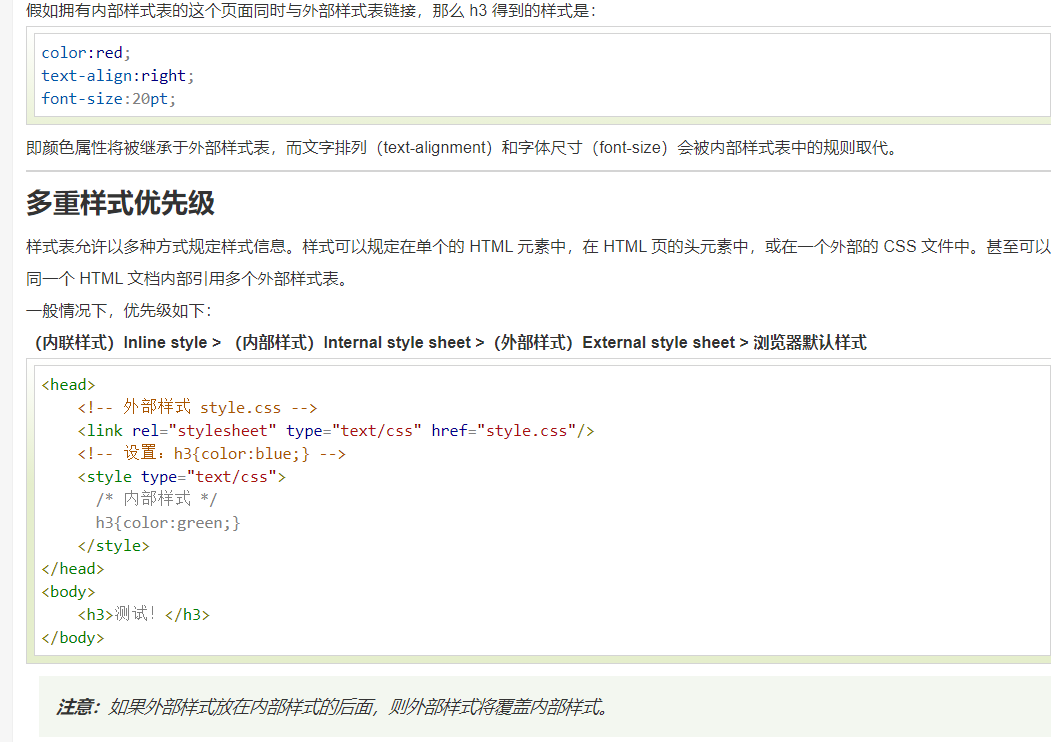 假如拥有内部样式表的这个页面同时与外部样式表链接，那么 h3 得到的样式是：
color:red;
text-align:right;
font-size:20pt;
即颜色属性将被继承于外部样式表，而文字排列（text-alignment）和字体尺寸（font-size）会被内部样式表中的规则取代。
多重样式优先级
样式表允许以多种方式规定样式信息。样式可以规定在单个的 HTML 元素中，在 HTML 页的头元素中，或在一个外部的 CSS 文件中。甚至可以
同一个 HTML 文档内部引用多个外部样式表。
一般情况下，优先级如下：
（内联样式）Inline style > （内部样式）Internal style sheet >（外部样式）External style sheet > 浏览器默认样式
<head>
    <!-- 外部样式 style.css -->
    <link rel="stylesheet" type="text/css" href="style.css"/>
    <!-- 设置：h3{color:blue;} -->
    <style type="text/css">
      /* 内部样式 */
      h3{color:green;}
    </style>
</head>
<body>
    <h3>测试！</h3>
</body>
注意：如果外部样式放在内部样式的后面，则外部样式将覆盖内部样式。